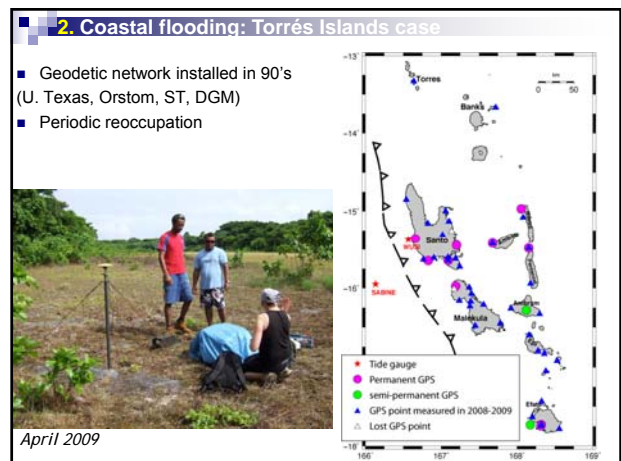 2. Coastal flooding: Torrés Islands case
Geodetic network installed in 90's
(U. Texas, Orstom, ST, DGM)
Periodic reoccupation
April 2009
-13˚
-14˚
-15˚
-16˚
-18˚
166˚
167˚
168˚
169˚
km
0 50
Torres
Banks
Santo
WUSI
SABINE
Malekula
Ambrym
Efate
Tide gauge
Permanent GPS
semi-permanent GPS
GPS point measured in 2008-2009
Lost GPS point